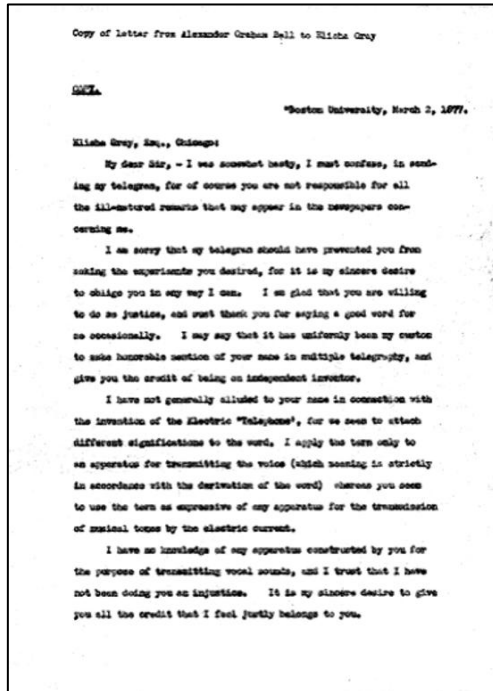 Copy of letter from Alexander Graham Bell to Elisha Gray
COPY.
"Boston University, March 2, 1877.
Elisha Gray, Esq., Chicago:
My dear Sir, - I was somewhat hasty, I must confess, in send-
ing my telegram, for of course you are not responsible for all
the ill-natured remarks that may appear in the newspapers con-
cerning me.
I am sorry that my telegram should have prevented you from
making the experiments you desired, for it is my sincere desire
to oblige you in any way I can. I am glad that you are willing
to do me justice, and must thank you for saying a good word for
me occasionally. I may say that it has uniformly been my custom
to make honorable mention of your name in multiple telegraphy, and
give you the credit of being an independent inventor.
I have not generally alluded to your name in connection with
the invention of the Electric "Telephone", for we seem to attach
different significations to the word. I apply the term only to
an apparatus for transmitting the voice (which meaning is strictly
in accordance with the derivation of the word) whereas you seem
to use the term as expressive of any apparatus for the transmission
of musical tones by the electric current.
I have no knowledge of any apparatus constructed by you for
the purpose of transmitting vocal sounds, and I trust that I have
not been doing you an injustice. It is my sincere desire to give
you all the credit that I feel justly belongs to you.